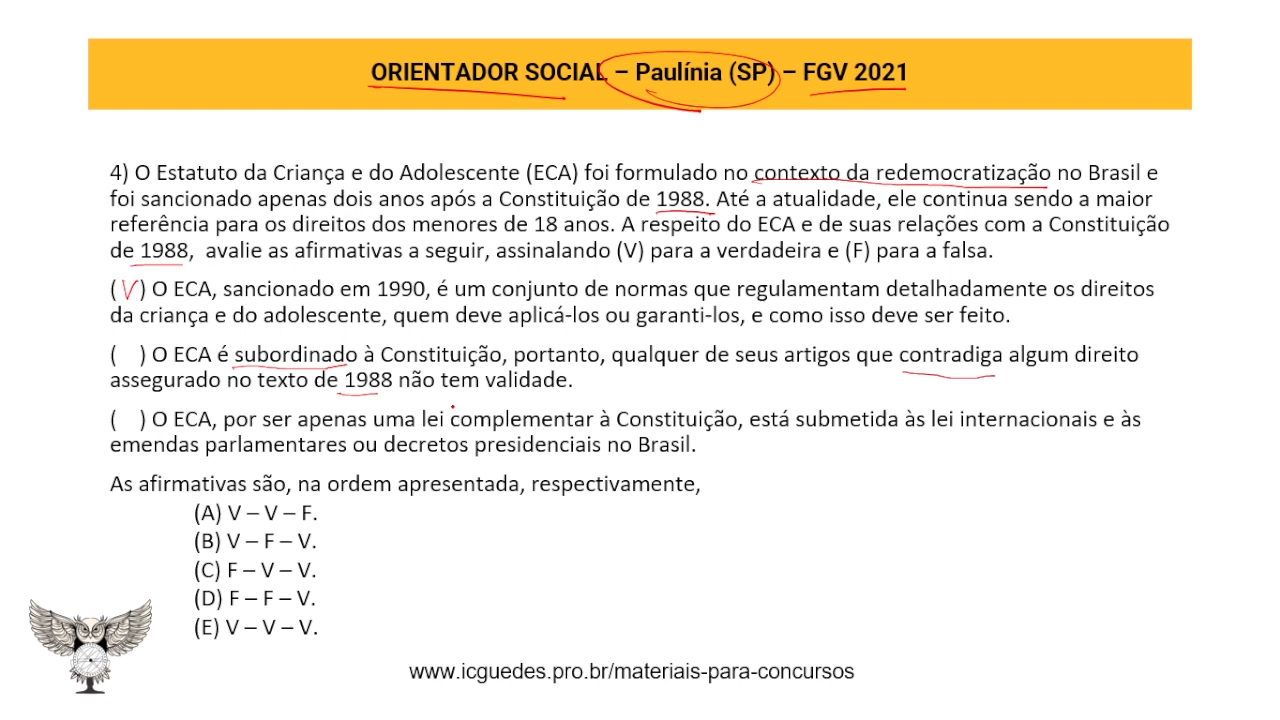 ORIENTADOR SOCIAL – Paulínia (SP) – FGV 2021
4) O Estatuto da Criança e do Adolescente (ECA) foi formulado no contexto da redemocratização no Brasil e
foi sancionado apenas dois anos após a Constituição de 1988. Até a atualidade, ele continua sendo a maior
referência para os direitos dos menores de 18 anos. A respeito do ECA e de suas relações com a Constituição
de 1988, avalie as afirmativas a seguir, assinalando (V) para a verdadeira e (F) para a falsa.
(V) O ECA, sancionado em 1990, é um conjunto de normas que regulamentam detalhadamente os direitos
da criança e do adolescente, quem deve aplicá-los ou garanti-los, e como isso deve ser feito.
( ) O ECA é subordinado à Constituição, portanto, qualquer de seus artigos que contradiga algum direito
assegurado no texto de 1988 não tem validade.
( ) O ECA, por ser apenas uma lei complementar à Constituição, está submetida às lei internacionais e às
emendas parlamentares ou decretos presidenciais no Brasil.
As afirmativas são, na ordem apresentada, respectivamente,
(A) V – V – F.
(B) V – F – V.
(C) F – V – V.
(D) F – F – V.
(E) V – V – V.
www.icguedes.pro.br/materiais-para-concursos